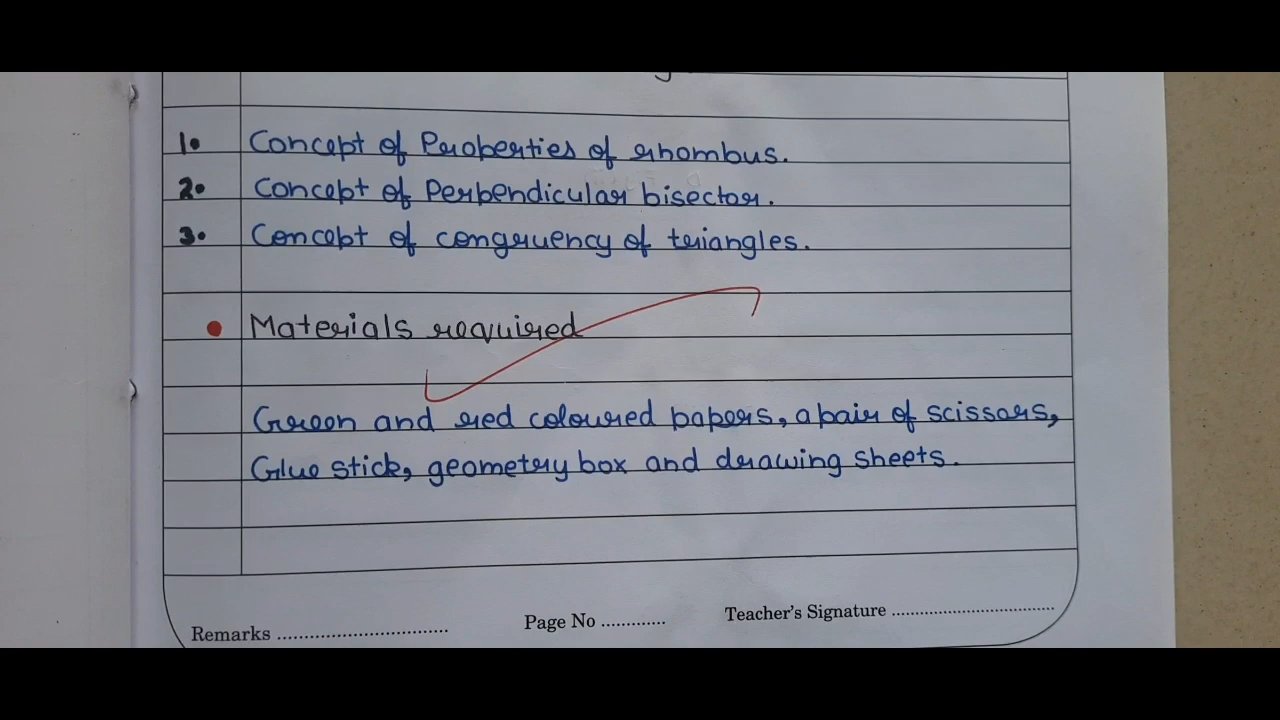 1. Concept of Properties of rhombus.
2. Concept of Perpendicular bisector.
3. Concept of congruency of triangles.
• Materials required
Green and red coloured papers, a pair of scissors,
Glue stick, geometry box and drawing sheets.
Remarks ............................... Page No ............. Teacher's Signature ..................................